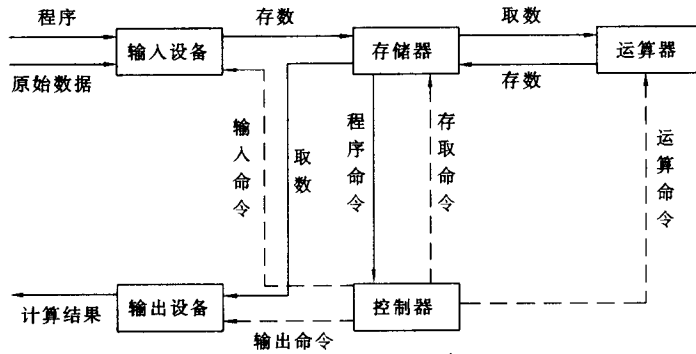 程序
存数
取数
输入设备
存储器
运算器
原始数据
存数
输入命令
取数
程序命令
存取命令
运算命令
输出设备
控制器
计算结果
输出命令